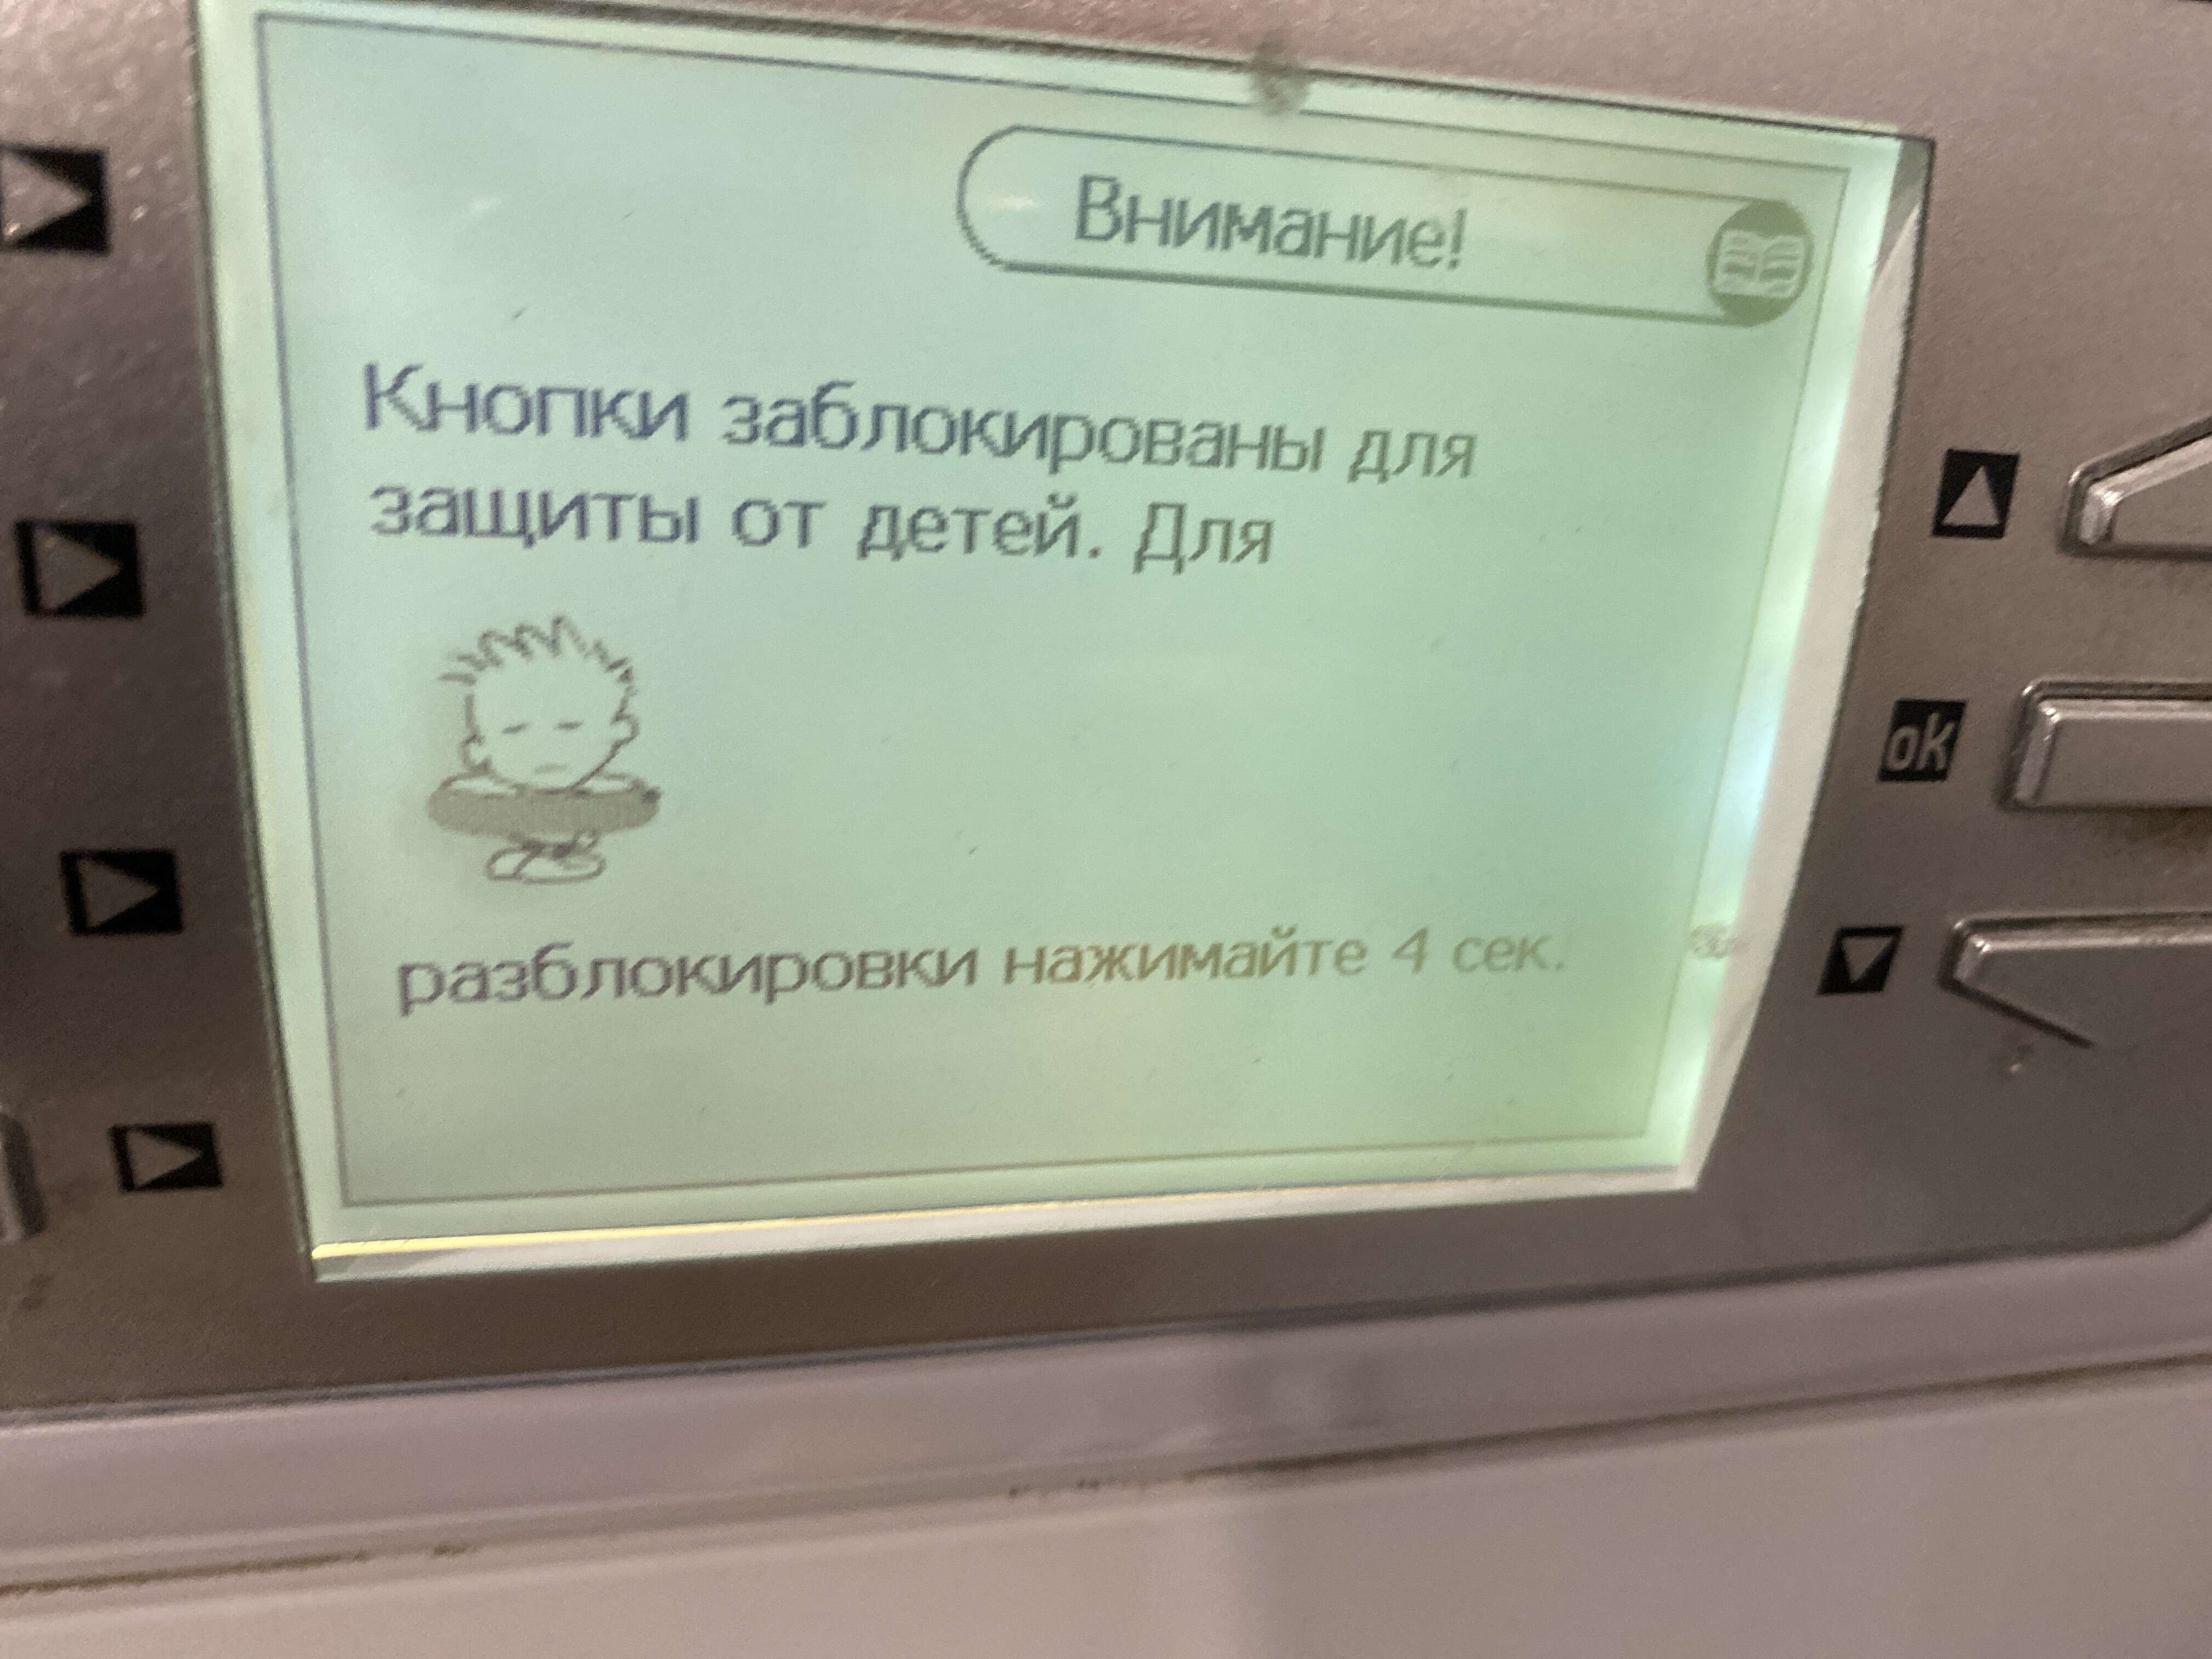 Внимание!
Кнопки заблокированы для
защиты от детей. Для
разблокировки нажимайте 4 сек.
ok